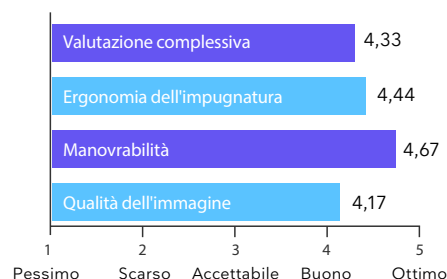 Valutazione complessiva 4,33
Ergonomia dell'impugnatura 4,44
Manovrabilità 4,67
Qualità dell'immagine 4,17
1 2 3 4 5
Pessimo Scarso Accettabile Buono Ottimo